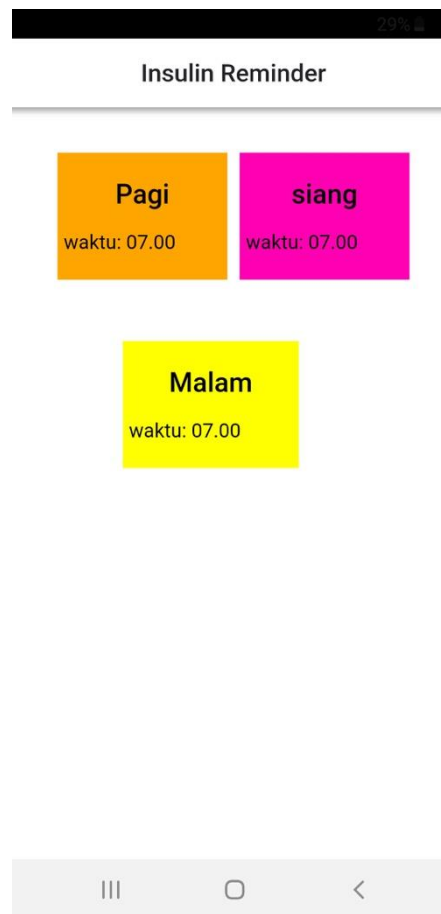 29%
Insulin Reminder
Pagi
waktu: 07.00
siang
waktu: 07.00
Malam
waktu: 07.00